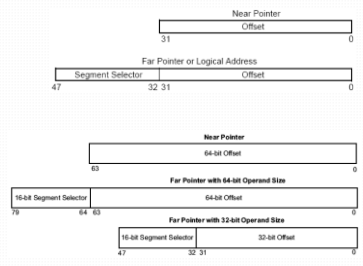 Near Pointer
Offset
31 0
Far Pointer or Logical Address
Segment Selector Offset
47 32 31 0
Near Pointer
64-bit Offset
63 0
Far Pointer with 64-bit Operand Size
16-bit Segment Selector 64-bit Offset
79 64 63 0
Far Pointer with 32-bit Operand Size
16-bit Segment Selector 32-bit Offset
47 32 31 0